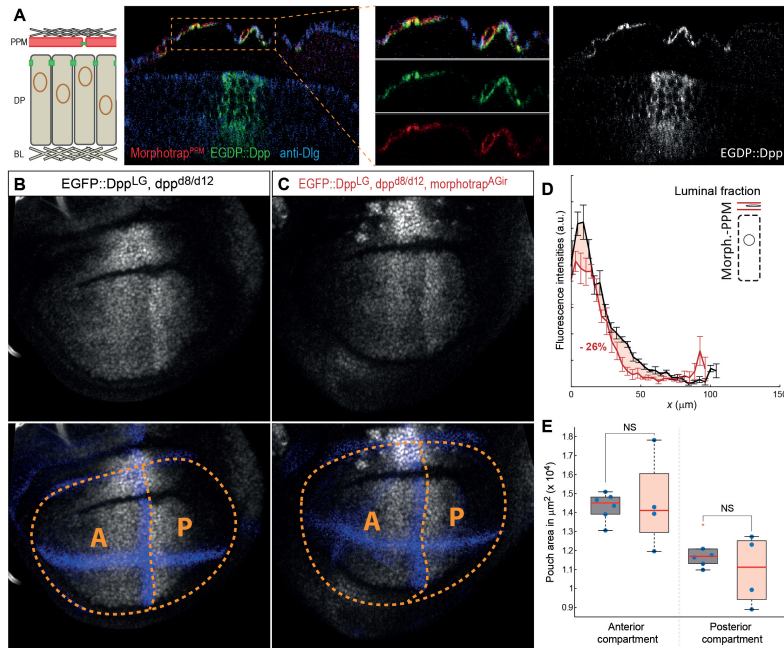 A
PPM
DP
BL
Morphotrap^PPM EGDP::Dpp anti-Dlg
EGDP::Dpp
B
EGFP::Dpp^LG, dpp^d8/d12
C
EGFP::Dpp^LG, dpp^d8/d12, morphotrap^AGir
A
P
A
P
D
Luminal fraction
Morph.-PPM
Fluorescence intensities (a.u.)
- 26%
0
50
100
150
x (μm)
E
NS
NS
Pouch area in μm² (x 10⁴)
1.8
1.7
1.6
1.5
1.4
1.3
1.2
1.1
1
0.9
Anterior
compartment
Posterior
compartment